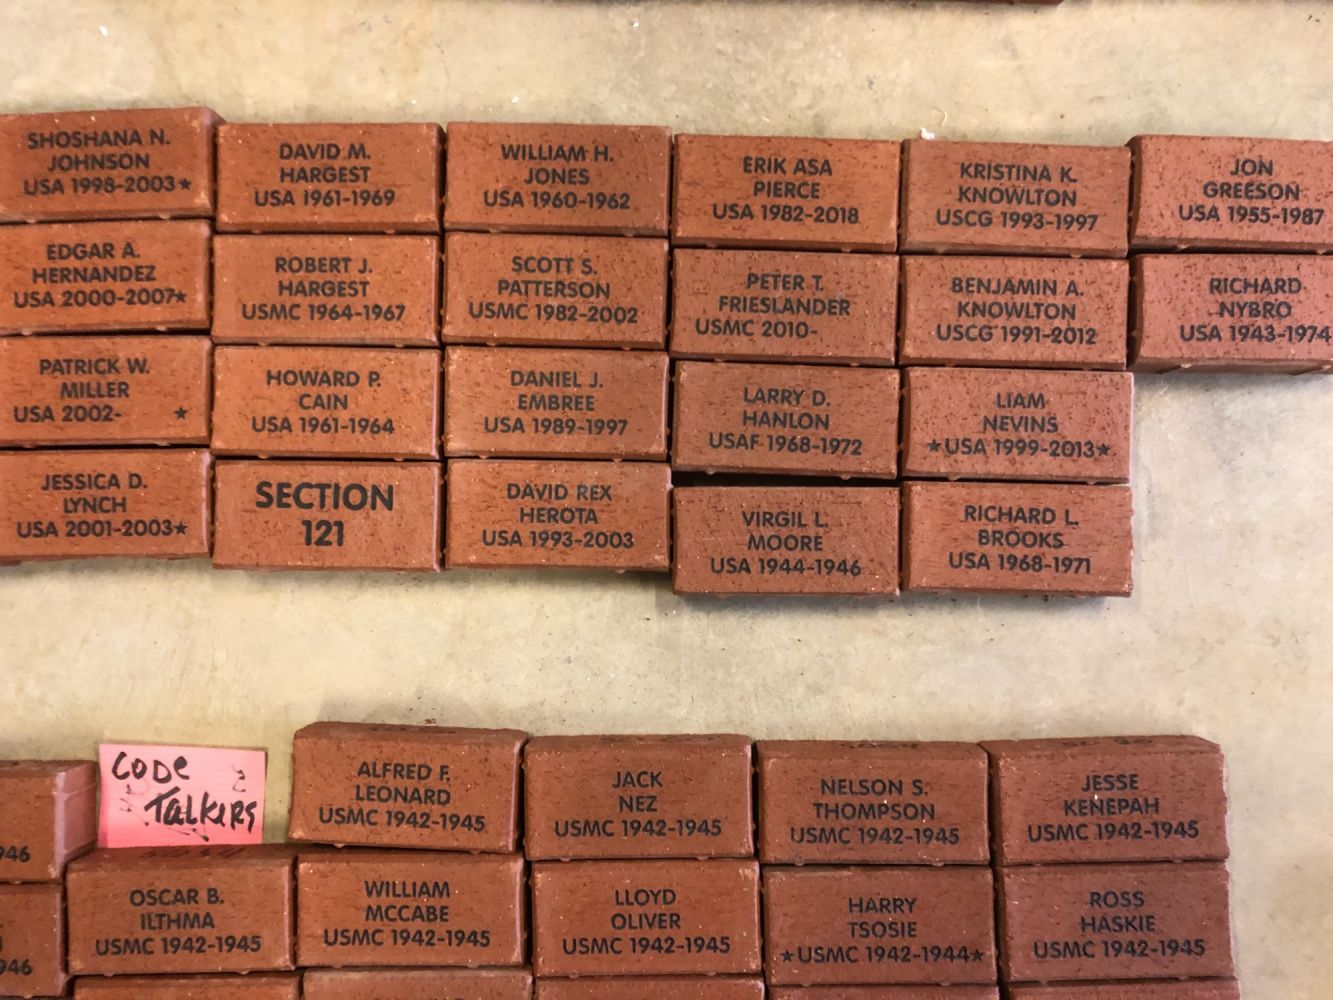 SHOSHANA N.
JOHNSON
USA 1998-2003★
DAVID M.
HARGEST
USA 1961-1969
WILLIAM H.
JONES
USA 1960-1962
ERIK ASA
PIERCE
USA 1982-2018
KRISTINA K.
KNOWLTON
USCG 1993-1997
JON
GREESON
USA 1955-1987
EDGAR A.
HERNANDEZ
USA 2000-2007★
ROBERT J.
HARGEST
USMC 1964-1967
SCOTT S.
PATTERSON
USMC 1982-2002
PETER T.
FRIESLANDER
USMC 2010-
BENJAMIN A.
KNOWLTON
USCG 1991-2012
RICHARD
NYBRO
USA 1943-1974
PATRICK W.
MILLER
USA 2002- ★
HOWARD P.
CAIN
USA 1961-1964
DANIEL J.
EMBREE
USA 1989-1997
LARRY D.
HANLON
USAF 1968-1972
LIAM
NEVINS
★USA 1999-2013★
JESSICA D.
LYNCH
USA 2001-2003★
SECTION
121
DAVID REX
HEROTA
USA 1993-2003
VIRGIL L.
MOORE
USA 1944-1946
RICHARD L.
BROOKS
USA 1968-1971
CODE
TALKERS
ALFRED F.
LEONARD
USMC 1942-1945
JACK
NEZ
USMC 1942-1945
NELSON S.
THOMPSON
USMC 1942-1945
JESSE
KENEPAH
USMC 1942-1945
946
OSCAR B.
ILTHMA
USMC 1942-1945
WILLIAM
MCCABE
USMC 1942-1945
LLOYD
OLIVER
USMC 1942-1945
HARRY
TSOSIE
★USMC 1942-1944★
ROSS
HASKIE
USMC 1942-1945
946